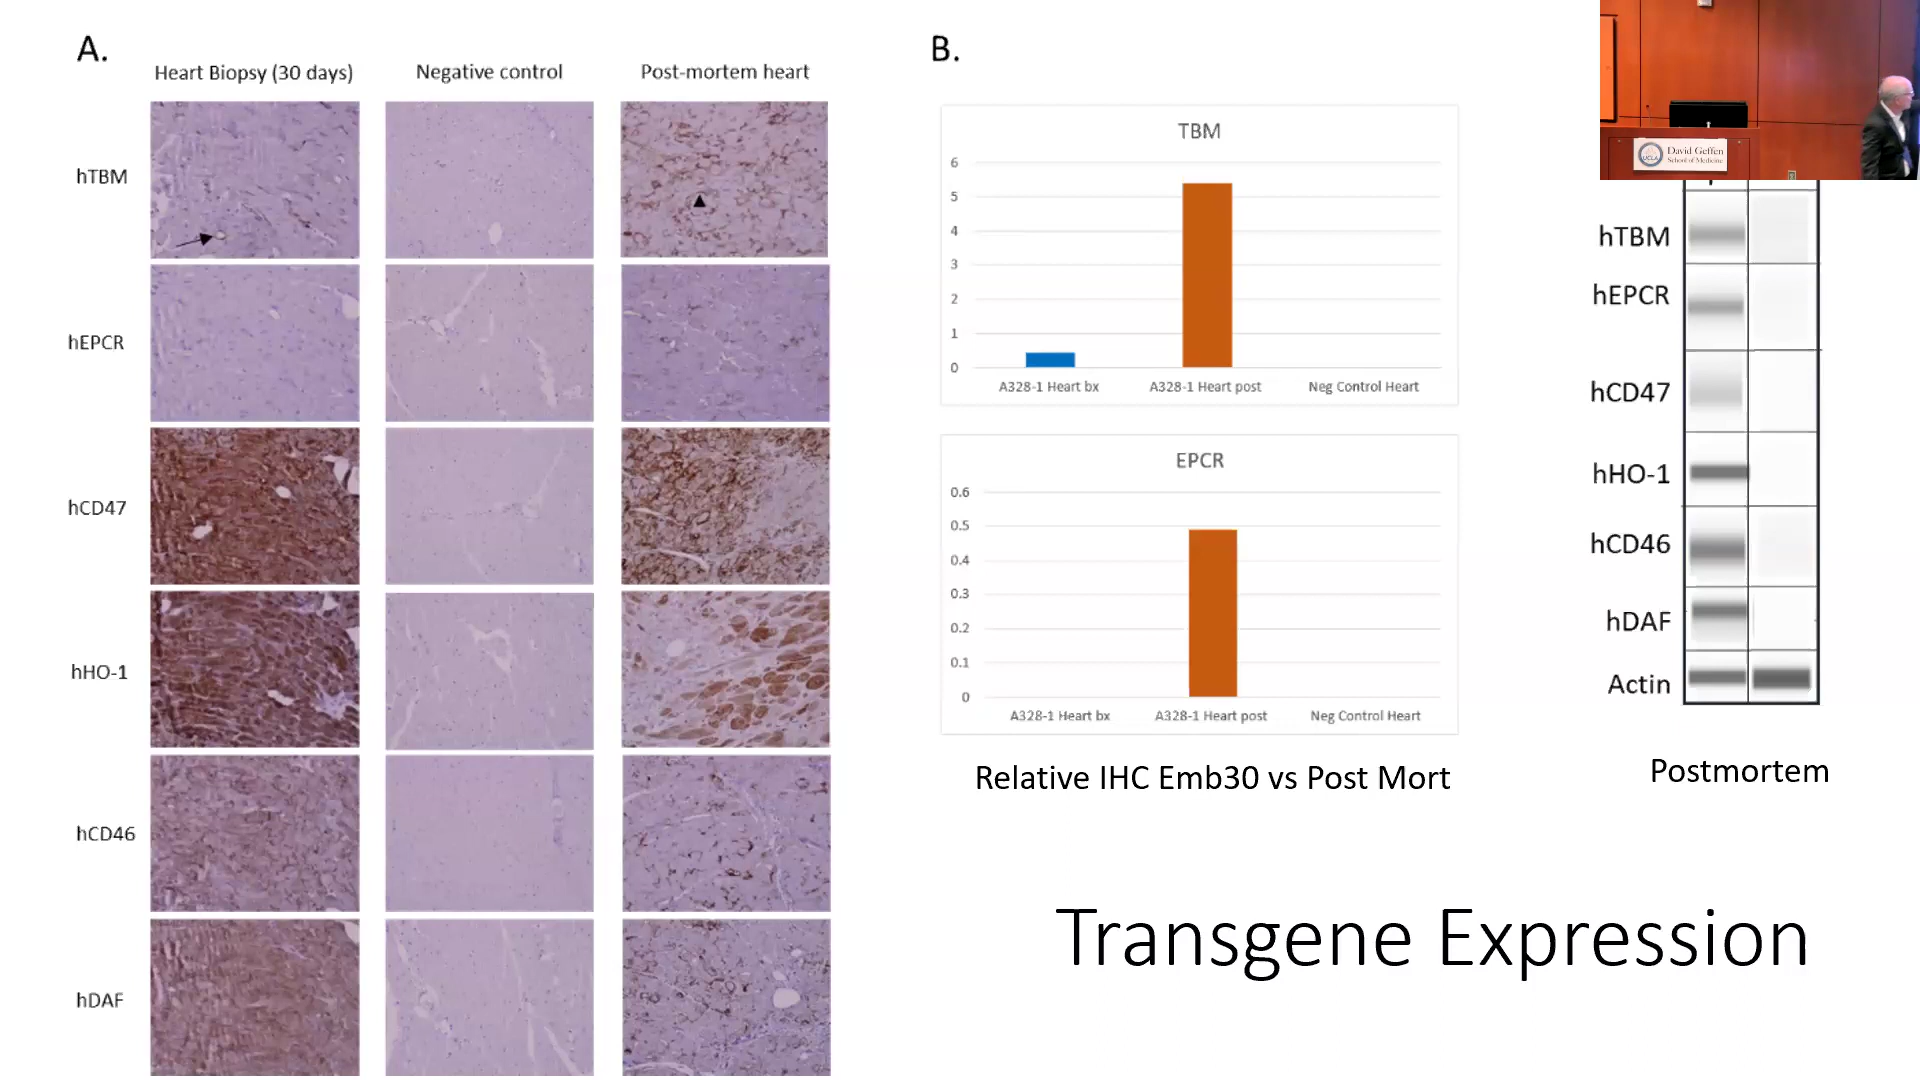 A.
Heart Biopsy (30 days)
Negative control
Post-mortem heart
hTBM
hEPCR
hCD47
hHO-1
hCD46
hDAF
B.
TBM
6
5
4
3
2
1
0
A328-1 Heart bx
A328-1 Heart post
Neg Control Heart
EPCR
0.6
0.5
0.4
0.3
0.2
0.1
0
A328-1 Heart bx
A328-1 Heart post
Neg Control Heart
Relative IHC Emb30 vs Post Mort
UCLA
David Geffen
School of Medicine
hTBM
hEPCR
hCD47
hHO-1
hCD46
hDAF
Actin
Postmortem
Transgene Expression